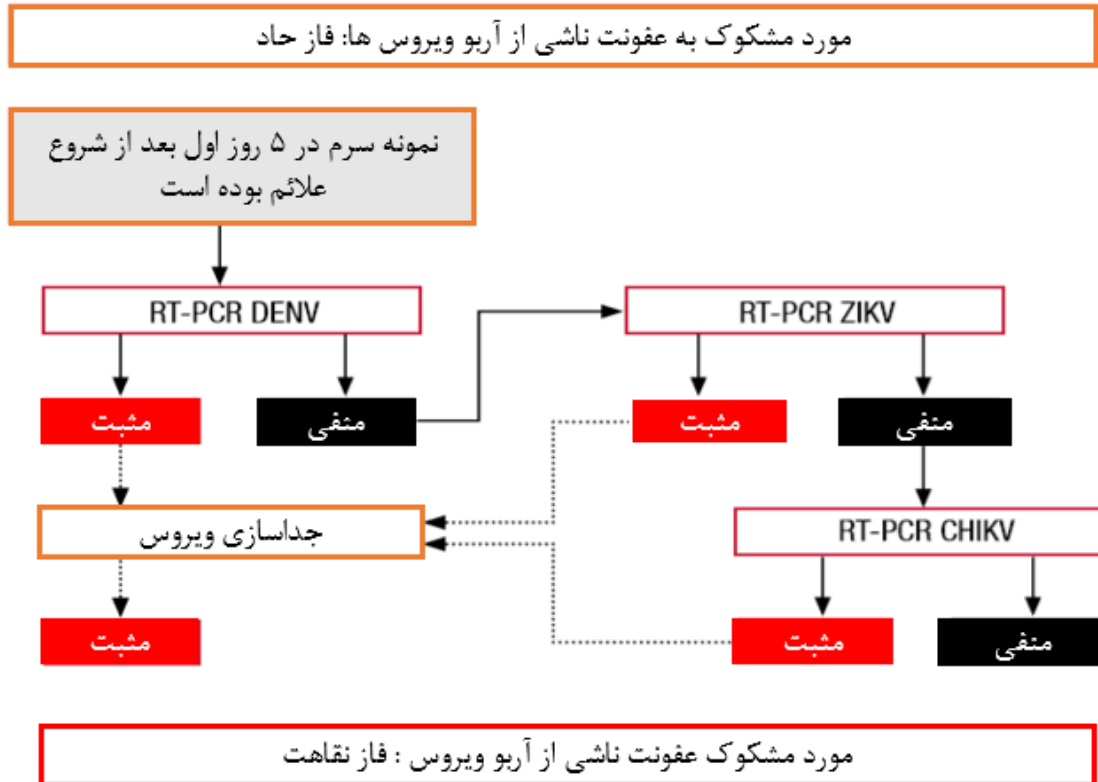 مورد مشکوک به عفونت ناشی از آربو ویروس ها: فاز حاد
نمونه سرم در ۵ روز اول بعد از شروع
علائم بوده است
RT-PCR DENV
RT-PCR ZIKV
مثبت
منفی
مثبت
منفی
جداسازی ویروس
RT-PCR CHIKV
مثبت
مثبت
منفی
مورد مشکوک عفونت ناشی از آربو ویروس : فاز نقاهت